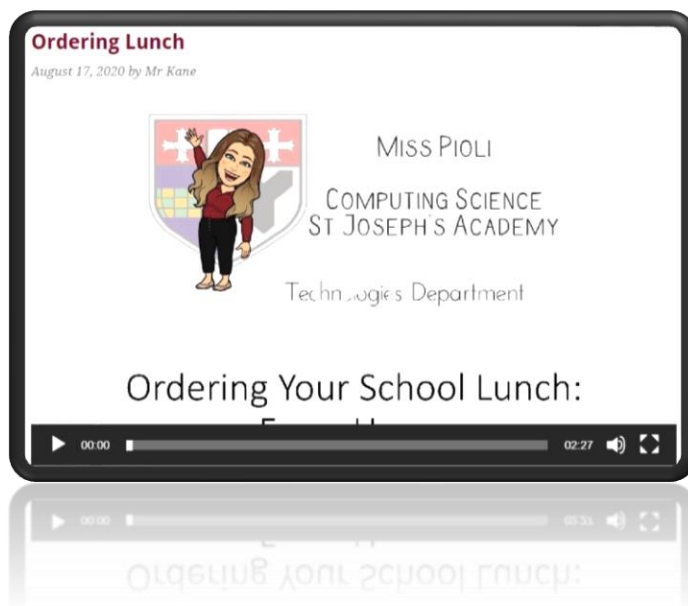 Ordering Lunch
August 17, 2020 by Mr Kane
MISS PIOLI
COMPUTING SCIENCE
ST JOSEPH'S ACADEMY
Department
Ordering Your School Lunch:
00:00 02:27